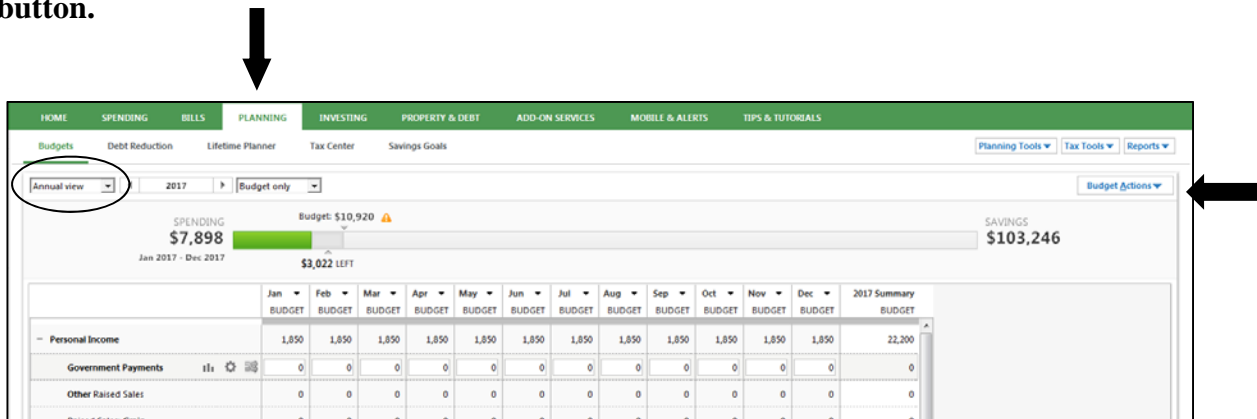 button.
HOME SPENDING BILLS PLANNING INVESTING PROPERTY & DEBT ADD-ON SERVICES MOBILE & ALERTS TIPS & TUTORIALS
Budgets Debt Reduction Lifetime Planner Tax Center Savings Goals Planning Tools Tax Tools Reports
Annual view 2017 Budget only Budget Actions
Budget: $10,920
SPENDING SAVINGS
$7,898 $103,246
Jan 2017 - Dec 2017 $3,022 LEFT
Jan Feb Mar Apr May Jun Jul Aug Sep Oct Nov Dec 2017 Summary
BUDGET BUDGET BUDGET BUDGET BUDGET BUDGET BUDGET BUDGET BUDGET BUDGET BUDGET BUDGET BUDGET
− Personal Income 1,850 1,850 1,850 1,850 1,850 1,850 1,850 1,850 1,850 1,850 1,850 1,850 22,200
Government Payments 0 0 0 0 0 0 0 0 0 0 0 0 0
Other Raised Sales 0 0 0 0 0 0 0 0 0 0 0 0 0